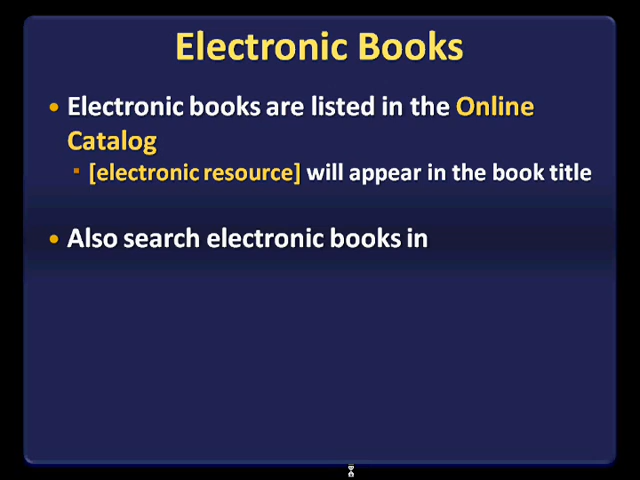 Electronic Books
• Electronic books are listed in the Online
Catalog
▪ [electronic resource] will appear in the book title
• Also search electronic books in